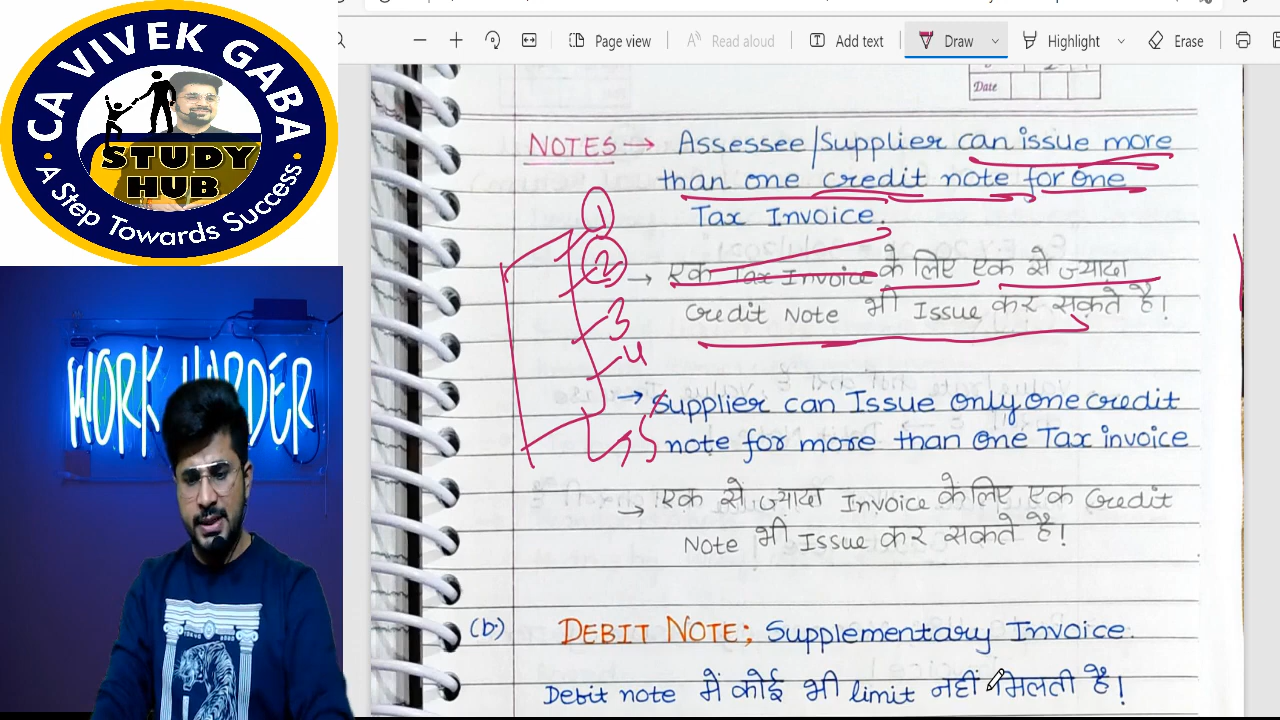 CA VIVEK GABA
STUDY
HUB
A Step Towards Success
WORK HARDER
Page view
Read aloud
Add text
Draw
Highlight
Erase
Date
NOTES → Assessee/Supplier can issue more
than one credit note for one
Tax Invoice.
→ एक Tax Invoice के लिए एक से ज्यादा
Credit Note भी Issue कर सकते है!
1
2
3
4
5
→ Supplier can Issue only one credit
note for more than one Tax invoice
→ एक से ज्यादा Invoice के लिए एक Credit
Note भी Issue कर सकते है!
(b:) DEBIT NOTE; Supplementary Invoice.
Debit note में कोई भी limit नहीं मिलती है!